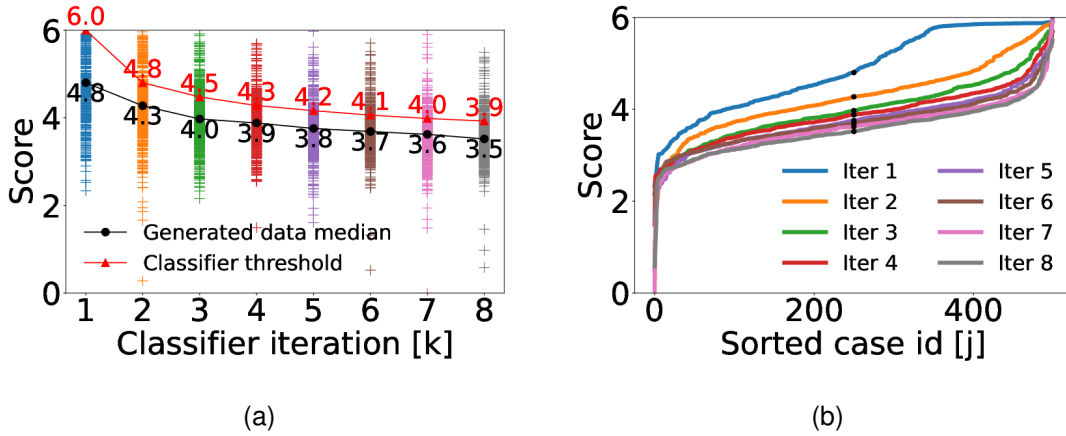 6
6.0
4.8
4.5
4.3
4.2
4.1
4.0
3.9
4.8
4.3
4.0
3.9
3.8
3.7
3.6
3.5
4
2
0
Score
Generated data median
Classifier threshold
1 2 3 4 5 6 7 8
Classifier iteration [k]
(a)
6
4
2
0
Score
Iter 1
Iter 2
Iter 3
Iter 4
Iter 5
Iter 6
Iter 7
Iter 8
0 200 400
Sorted case id [j]
(b)